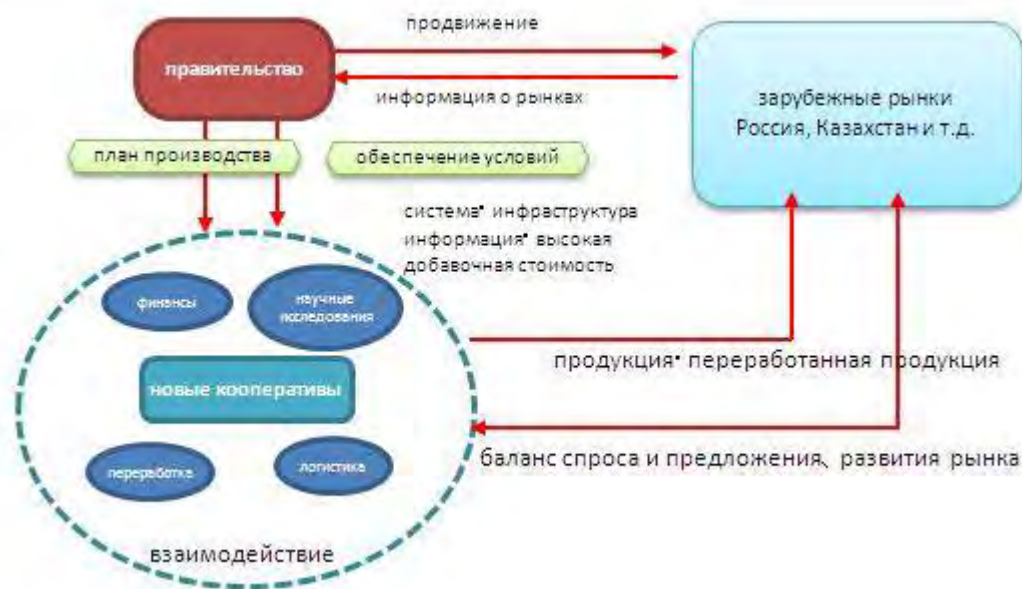 продвижение
правительство
информация о рынках
зарубежные рынки
Россия, Казахстан и т.д.
план производства
обеспечение условий
система• инфраструктура
информация• высокая
добавочная стоимость
финансы
научные
исследования
новые кооперативы
продукция• переработанная продукция
переработка
логистика
баланс спроса и предложения、развития рынка
взаимодействие